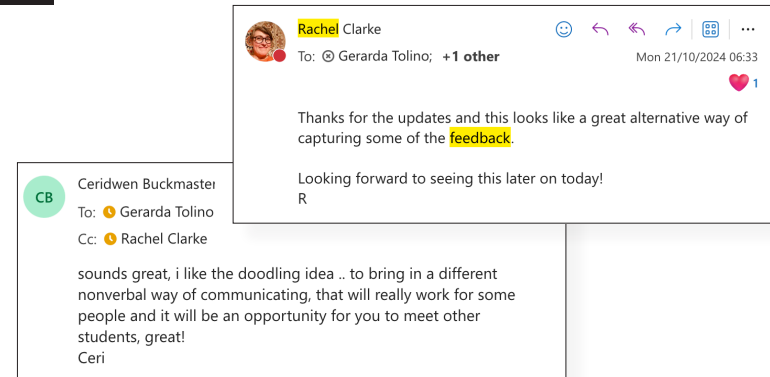 Rachel Clarke
To: Gerarda Tolino; +1 other
Mon 21/10/2024 06:33
1
Thanks for the updates and this looks like a great alternative way of
capturing some of the feedback.
Looking forward to seeing this later on today!
R
CB
Ceridwen Buckmaster
To: Gerarda Tolino
Cc: Rachel Clarke
sounds great, i like the doodling idea .. to bring in a different
nonverbal way of communicating, that will really work for some
people and it will be an opportunity for you to meet other
students, great!
Ceri